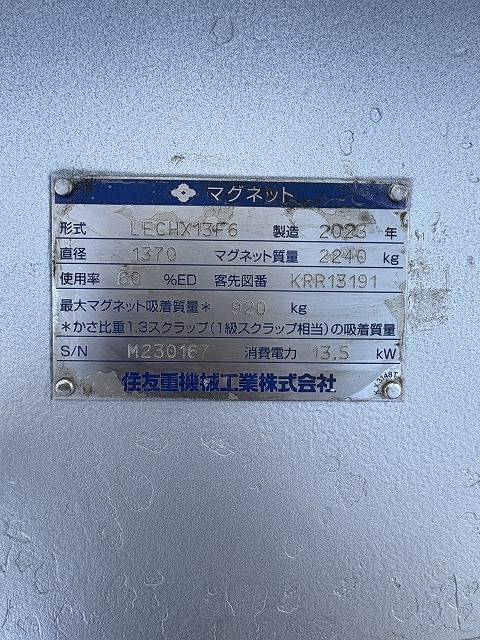 マグネット
形式 LECHX13F6 製造 2023 年
直径 1370 マグネット質量 2240 kg
使用率 60 %ED 客先図番 KRR13191
最大マグネット吸着質量* 920 kg
*かさ比重1.3スクラップ(1級スクラップ相当)の吸着質量
S/N M230167 消費電力 13.5 kW
住友重機械工業株式会社